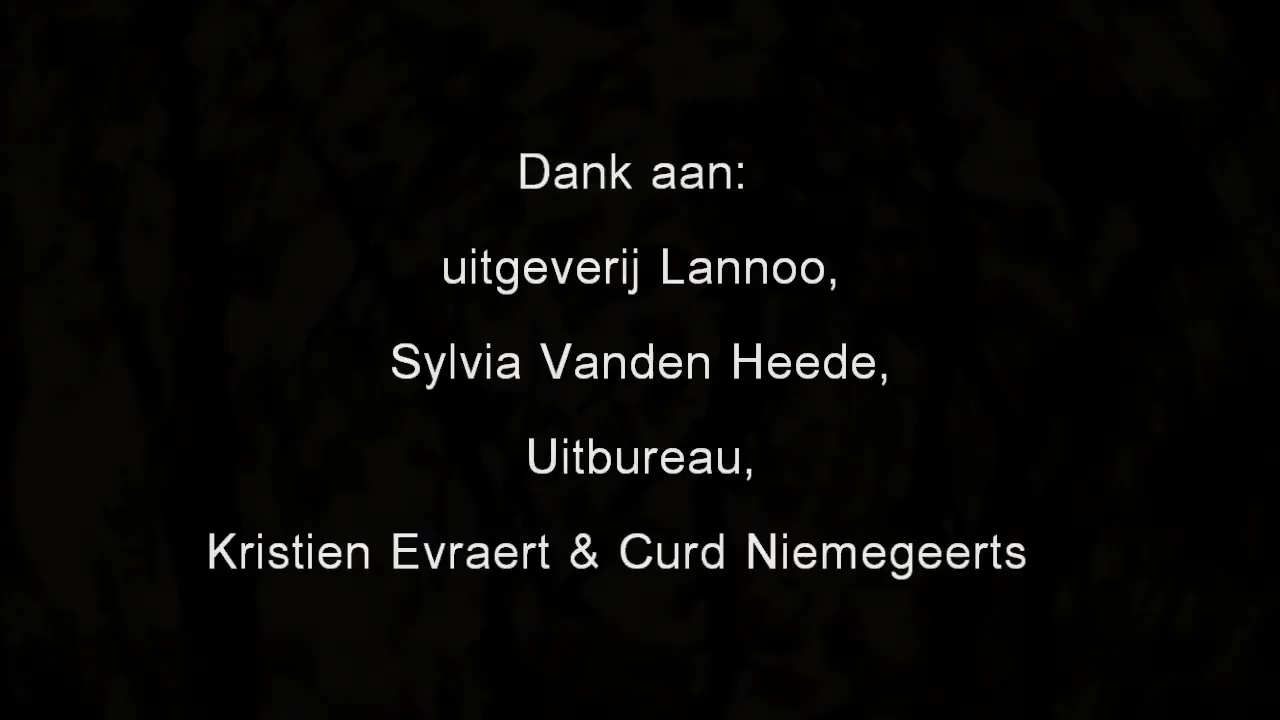 Dank aan:
uitgeverij Lannoo,
Sylvia Vanden Heede,
Uitbureau,
Kristien Evraert & Curd Niemegeerts